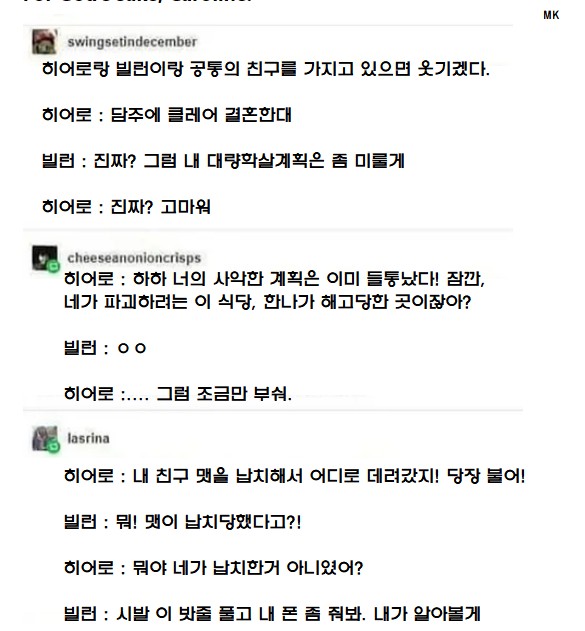 MK
swingsetindecember
히어로랑 빌런이랑 공통의 친구를 가지고 있으면 웃기겠다.
히어로 : 담주에 클레어 결혼한대
빌런 : 진짜? 그럼 내 대량학살계획은 좀 미룰게
히어로 : 진짜? 고마워
cheeseanonioncrisps
히어로 : 하하 너의 사악한 계획은 이미 들통났다! 잠깐,
네가 파괴하려는 이 식당, 한나가 해고당한 곳이잖아?
빌런 : ㅇㅇ
히어로 :.... 그럼 조금만 부숴.
lasrina
히어로 : 내 친구 맷을 납치해서 어디로 데려갔지! 당장 불어!
빌런 : 뭐! 맷이 납치당했다고?!
히어로 : 뭐야 네가 납치한거 아니었어?
빌런 : 시발 이 밧줄 풀고 내 폰 좀 줘봐. 내가 알아볼게